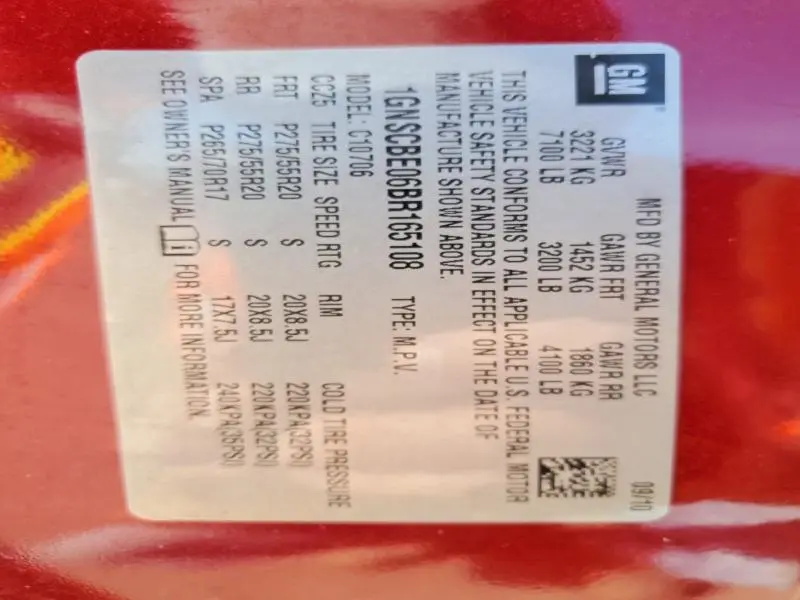 MFD BY GENERAL MOTORS LLC 09/10
GM
GVWR GAWR FRT GAWR RR
3221 KG 1452 KG 1860 KG
7100 LB 3200 LB 4100 LB
THIS VEHICLE CONFORMS TO ALL APPLICABLE U.S. FEDERAL MOTOR
VEHICLE SAFETY STANDARDS IN EFFECT ON THE DATE OF
MANUFACTURE SHOWN ABOVE.
1GNSCBE06BR165108 TYPE: M.P.V.
MODEL: C10706
CCZ5 TIRE SIZE SPEED RTG RIM COLD TIRE PRESSURE
FRT P275/55R20 S 20X8.5J 220KPA(32PSI)
RR P275/55R20 S 20X8.5J 220KPA(32PSI)
SPA P265/70R17 S 17X7.5J 240KPA(35PSI)
SEE OWNER'S MANUAL FOR MORE INFORMATION.